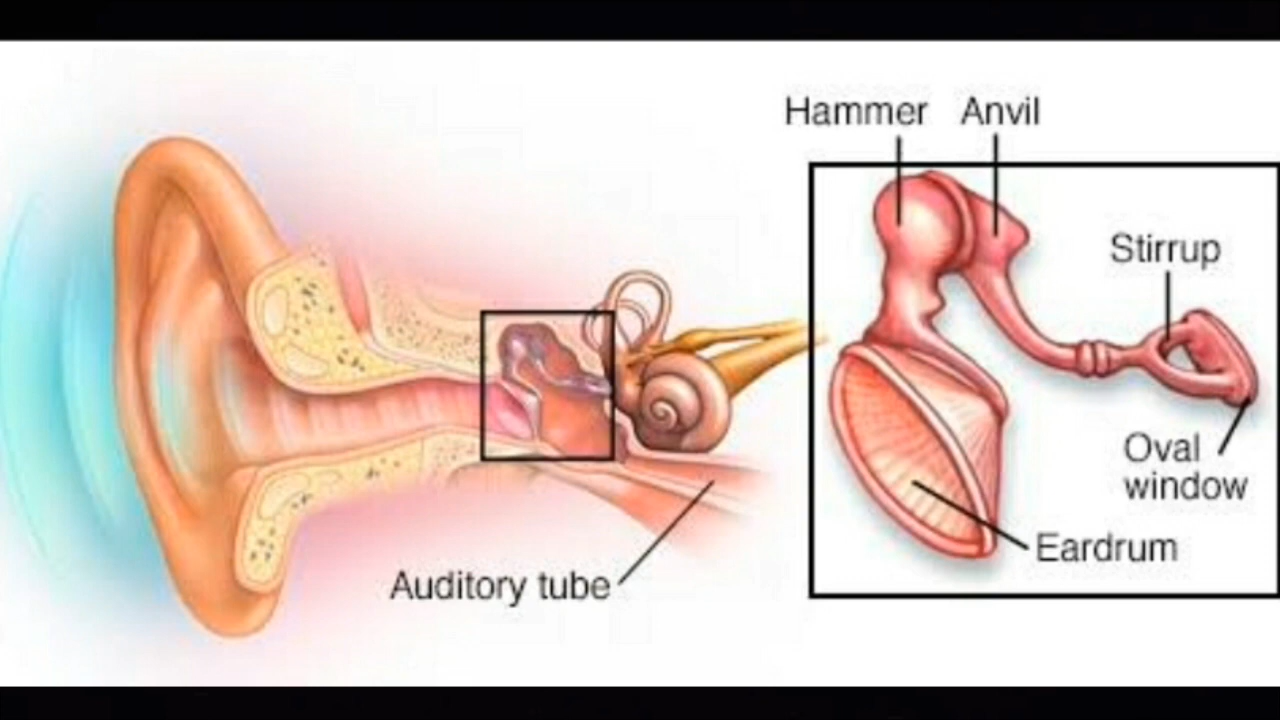 Hammer Anvil
Stirrup
Oval
window
Eardrum
Auditory tube